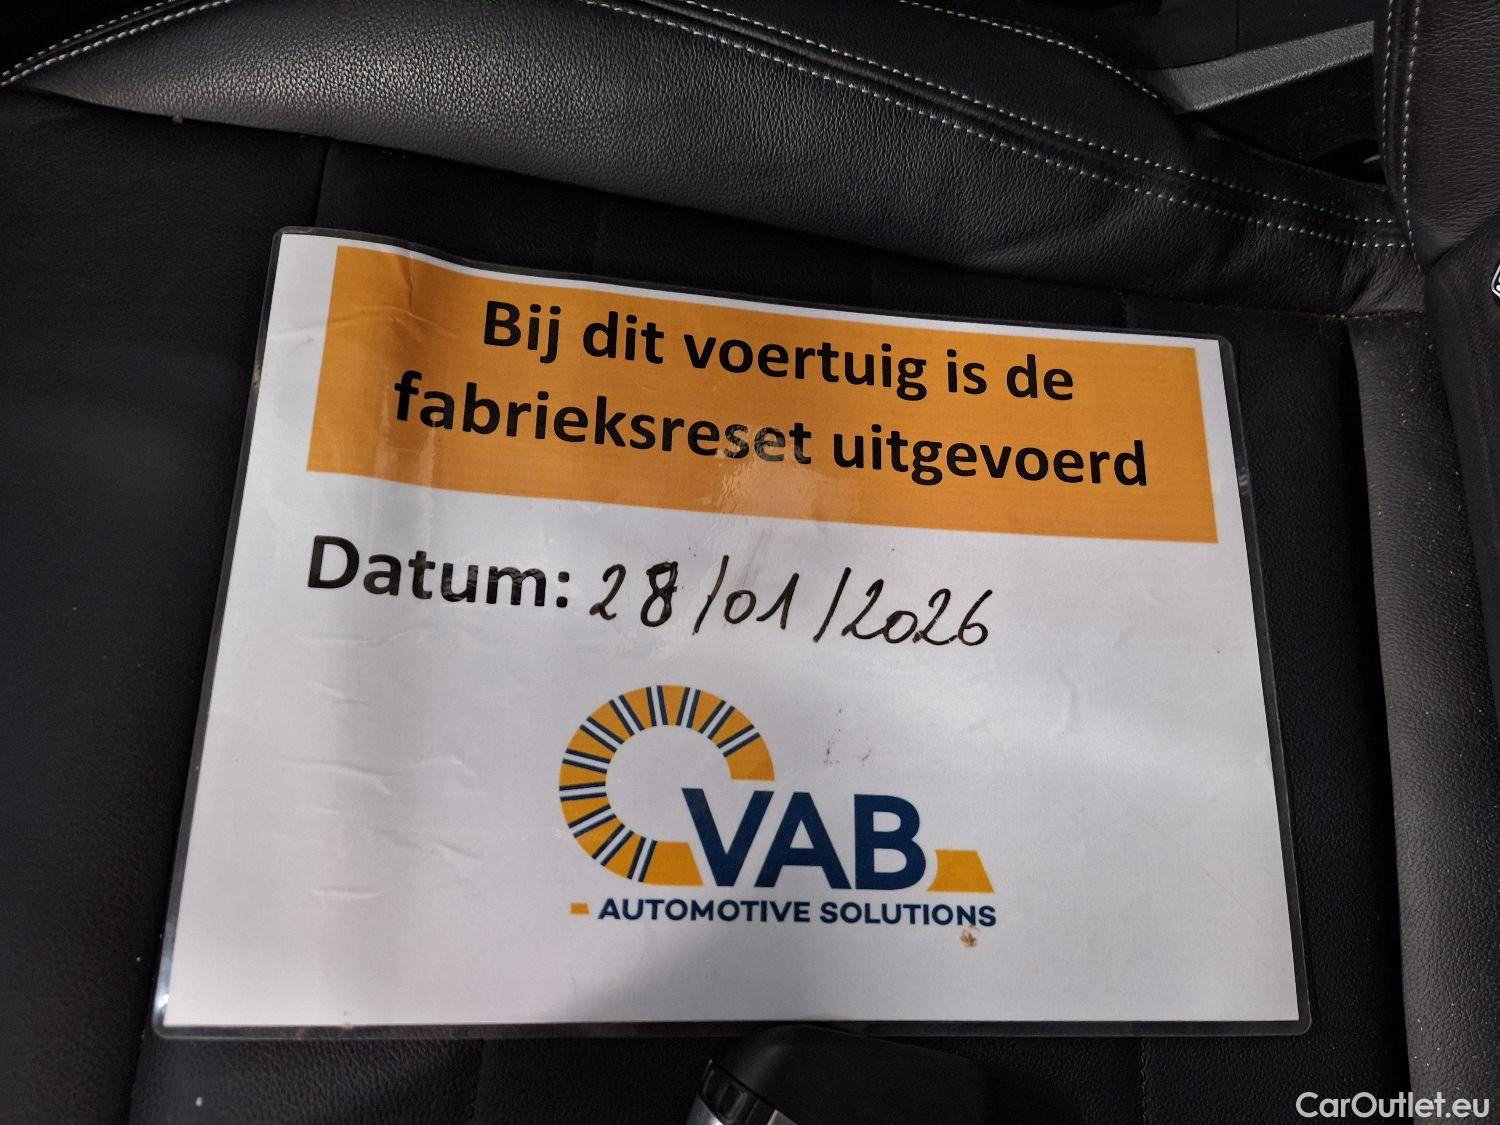 Bij dit voertuig is de
fabrieksreset uitgevoerd
Datum: 28/01/2026
VAB
AUTOMOTIVE SOLUTIONS
CarOutlet.eu